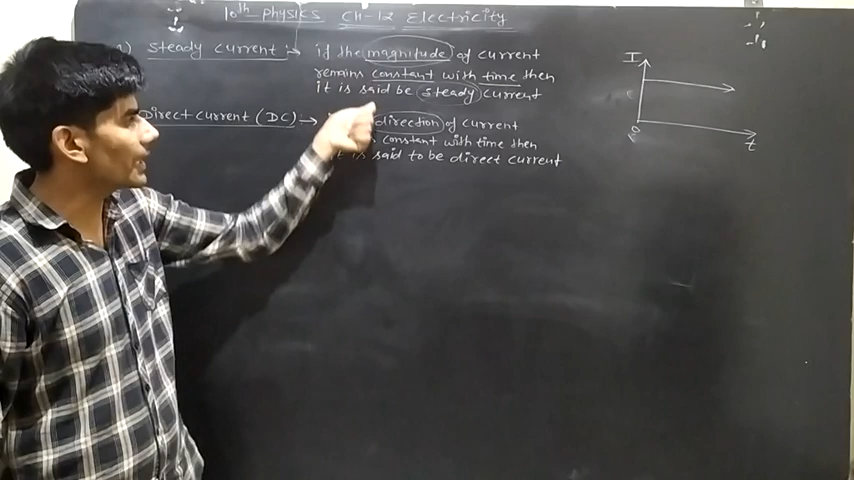 10th physics Ch-12 Electricity
1) Steady current :→ if the magnitude of current
remains constant with time then
it is said be steady current
Direct current (DC) → direction of current
constant with time then
it is said to be direct current
I
o
t